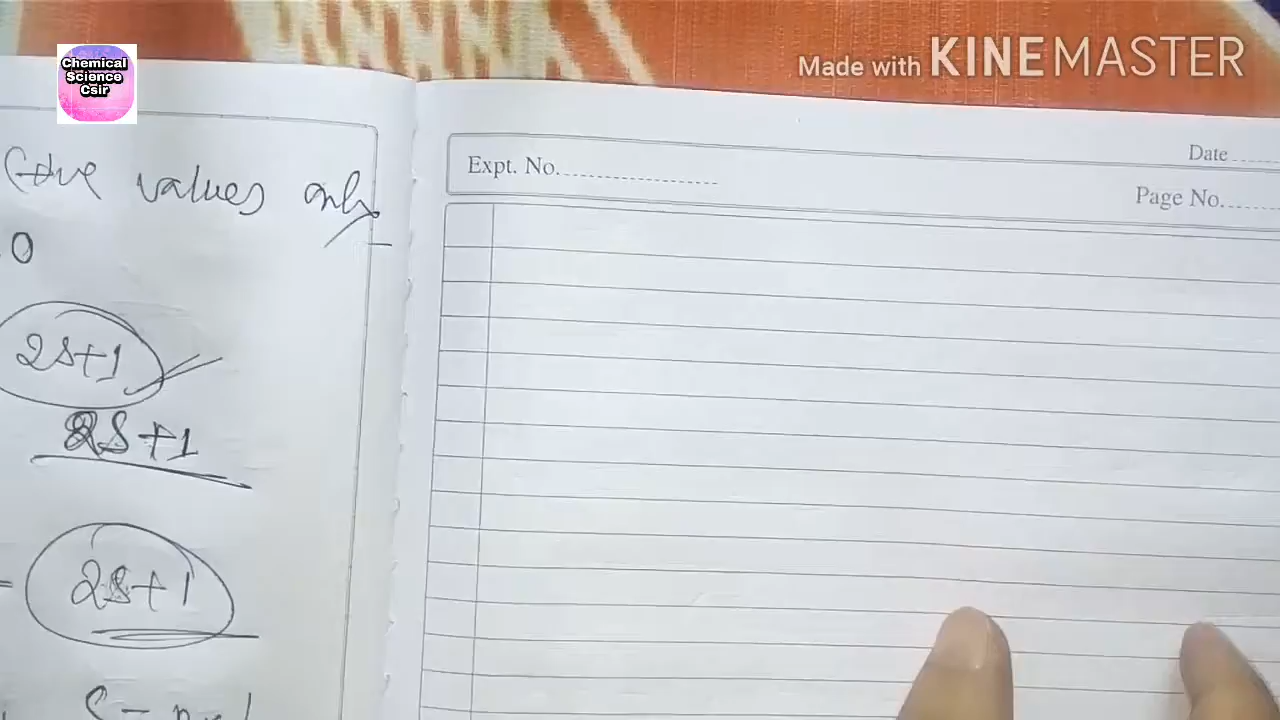 Chemical
Science
Csir
Made with KINEMASTER
(+)ve values only
0
2s+1
2s+1
= 2s+1
Expt. No.
Date
Page No.